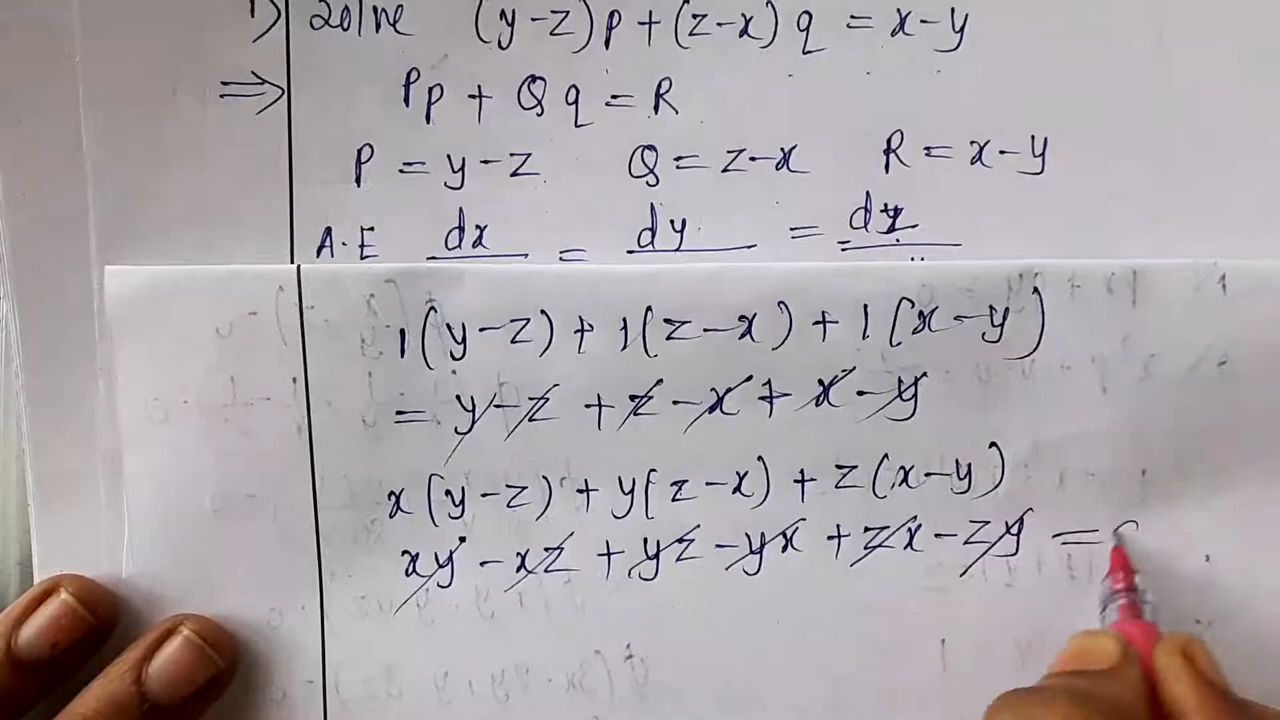 1) Solve (y-z)p+(z-x)q = x-y
⇒ Pp + Qq = R
P = y-z Q = z-x R = x-y
A.E dx = dy = dz
1(y-z)+1(z-x)+1(x-y)
= y-z+z-x+x-y
x(y-z)+y(z-x)+z(x-y)
xy-xz+yz-yx+zx-zy =